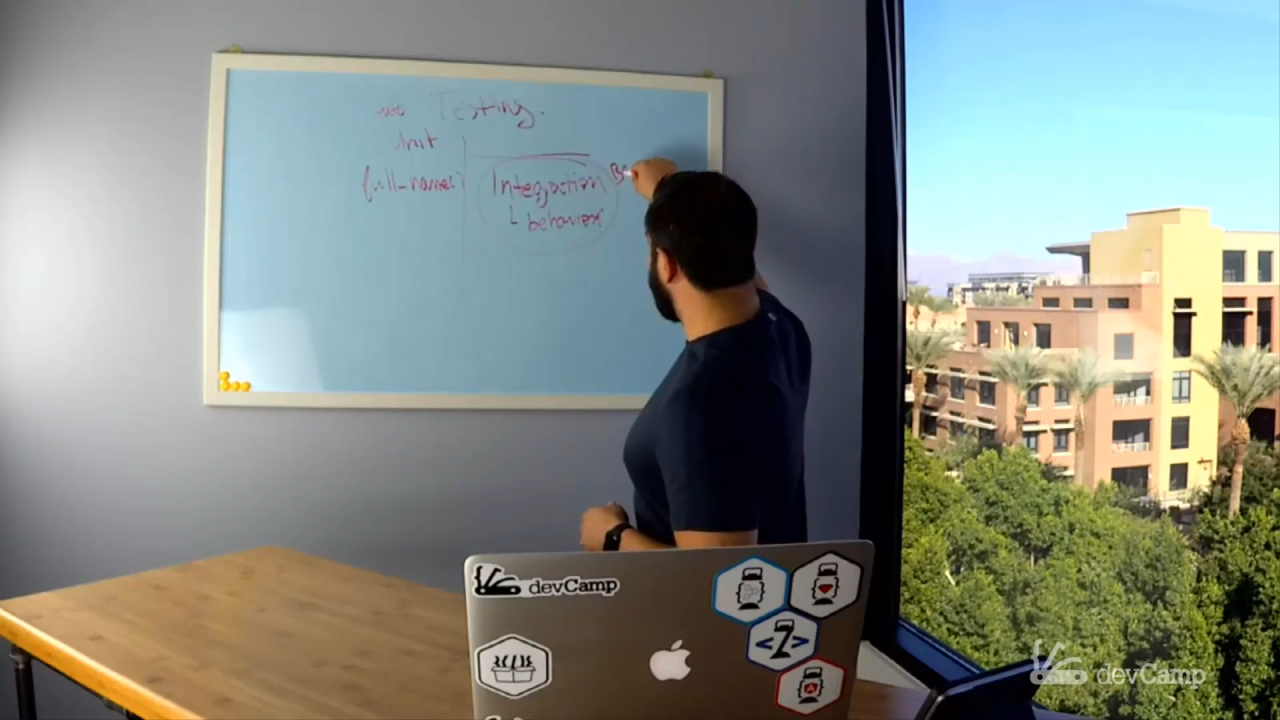 Testing.
Unit
full_name()
Integration
behavior
devCamp
<Z>
devCamp